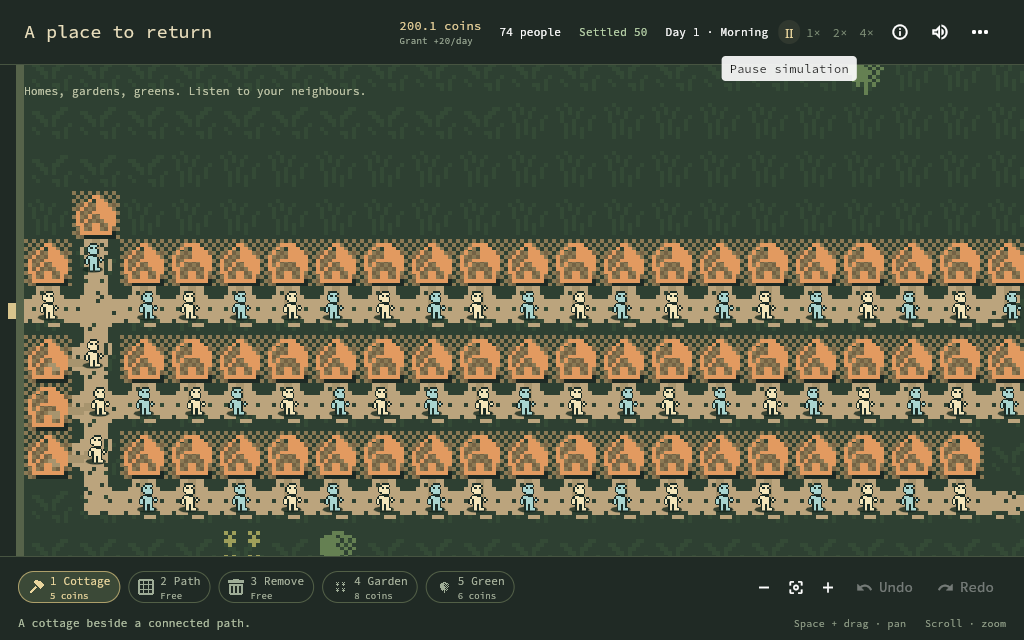 A place to return
200.1 coins
Grant +20/day
74 people
Settled 50
Day 1 · Morning
1×
2×
4×
Pause simulation
Homes, gardens, greens. Listen to your neighbours.
1 Cottage
5 coins
2 Path
Free
3 Remove
Free
4 Garden
8 coins
5 Green
6 coins
Undo
Redo
A cottage beside a connected path.
Space + drag · pan
Scroll · zoom